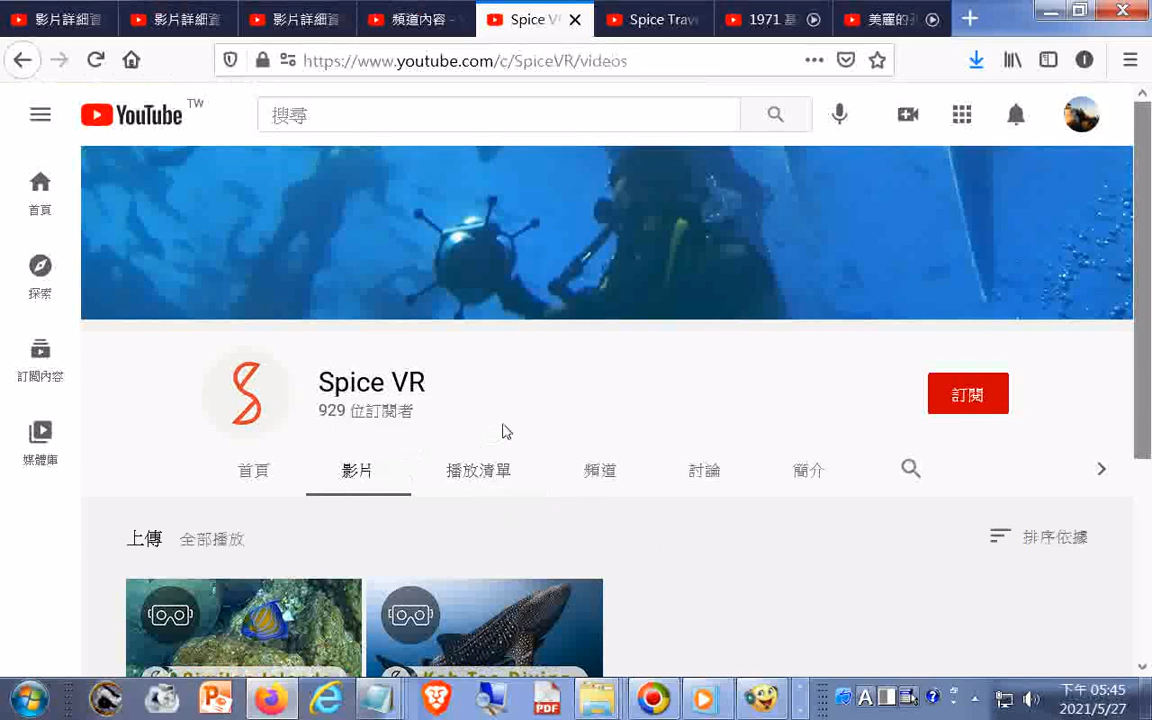 影片詳細資
影片詳細資
影片詳細資
頻道內容 -
Spice V
Spice Trav
1971 基
美麗的
https://www.youtube.com/c/SpiceVR/videos
YouTube TW
搜尋
首頁
探索
訂閱內容
媒體庫
Spice VR
929 位訂閱者
訂閱
首頁
影片
播放清單
頻道
討論
簡介
上傳
全部播放
排序依據
PDF
A
下午 05:45
2021/5/27